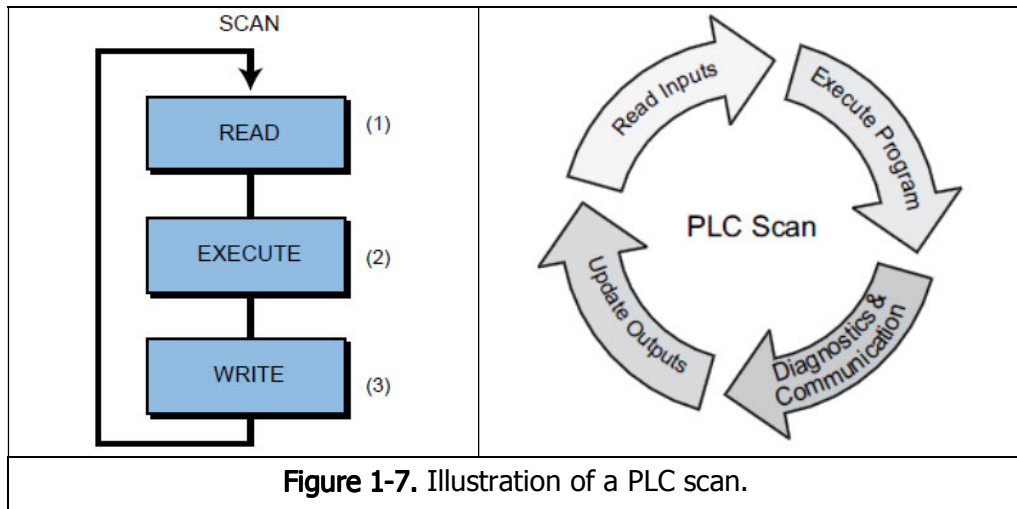 SCAN
READ
(1)
EXECUTE
(2)
WRITE
(3)
Read Inputs
Execute Program
PLC Scan
Diagnostics &
Communication
Update Outputs
Figure 1-7. Illustration of a PLC scan.